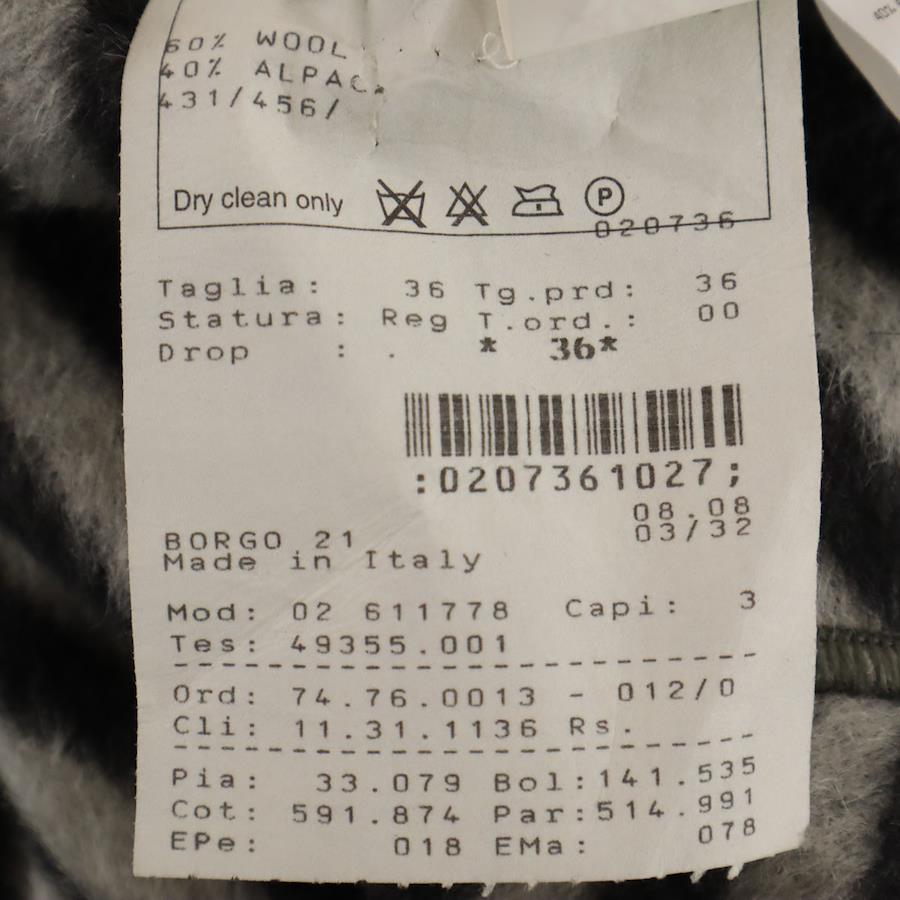 60% WOOL
40% ALPACA
431/456/
Dry clean only P
020736
Taglia: 36 Tg.prd: 36
Statura: Reg T.ord.: 00
Drop : . * 36*
:0207361027;
08.08
03/32
BORGO 21
Made in Italy
Mod: 02 611778 Capi: 3
Tes: 49355.001
Ord: 74.76.0013 - 012/0
Cli: 11.31.1136 Rs.
Pia: 33.079 Bol:141.535
Cot: 591.874 Par:514.991
EPe: 018 EMa: 078